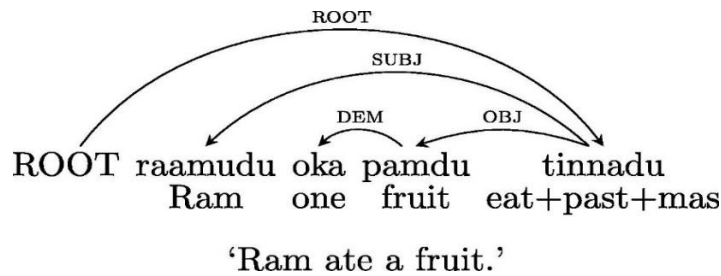 ROOT
SUBJ
DEM OBJ
ROOT raamudu oka pamdu tinnadu
Ram one fruit eat+past+mas
‘Ram ate a fruit.’